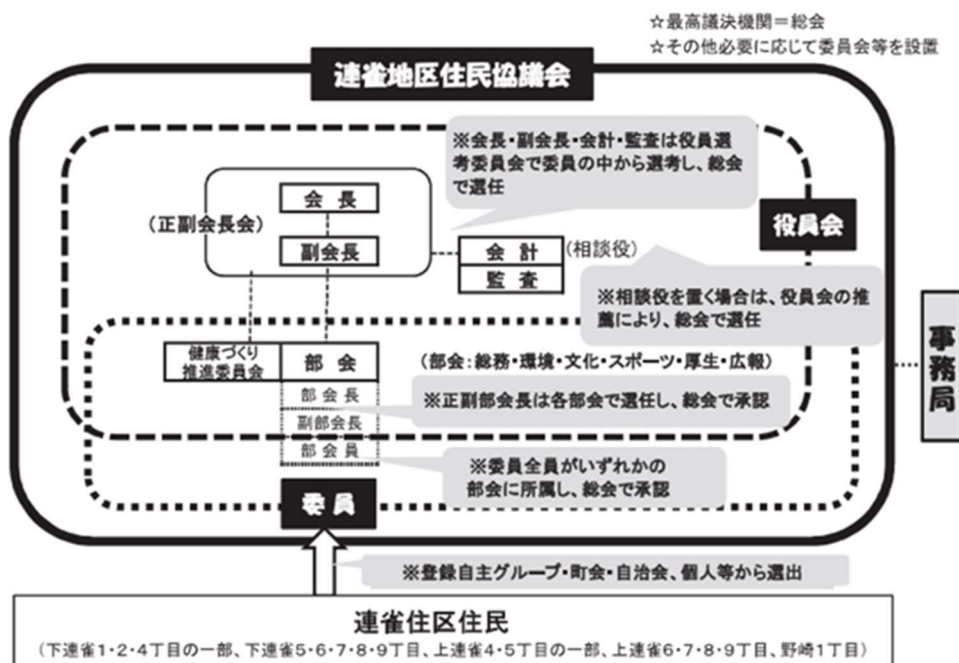 ☆最高議決機関=総会
☆その他必要に応じて委員会等を設置
連雀地区住民協議会
※会長・副会長・会計・監査は役員選
考委員会で委員の中から選考し、総会
で選任
会 長
(正副会長会)
副会長
役員会
会 計
(相談役)
監 査
※相談役を置く場合は、役員会の推
薦により、総会で選任
事務局
健康づくり
推進委員会
部 会
(部会:総務・環境・文化・スポーツ・厚生・広報)
部 会 長
※正副部会長は各部会で選任し、総会で承認
副部会長
部 会 員
※委員全員がいずれかの
部会に所属し、総会で承認
委 員
※登録自主グループ・町会・自治会、個人等から選出
連雀住区住民
(下連雀1・2・4丁目の一部、下連雀5・6・7・8・9丁目、上連雀4・5丁目の一部、上連雀6・7・8・9丁目、野崎1丁目)